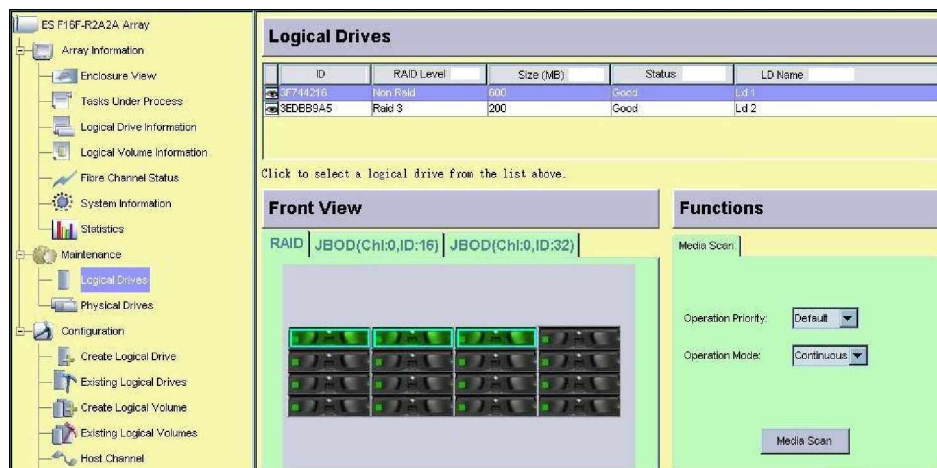 ES F16F-R2A2A Array
Array Information
Enclosure View
Tasks Under Process
Logical Drive Information
Logical Volume Information
Fibre Channel Status
System Information
Statistics
Maintenance
Logical Drives
Physical Drives
Configuration
Create Logical Drive
Existing Logical Drives
Create Logical Volume
Existing Logical Volumes
Host Channel
Logical Drives
ID RAID Level Size (MB) Status LD Name
3F744216 Non Raid 600 Good Ld 1
3EDBB9A5 Raid 3 200 Good Ld 2
Click to select a logical drive from the list above.
Front View
RAID JBOD(Chl:0,ID:16) JBOD(Chl:0,ID:32)
Functions
Media Scan
Operation Priority: Default
Operation Mode: Continuous
Media Scan